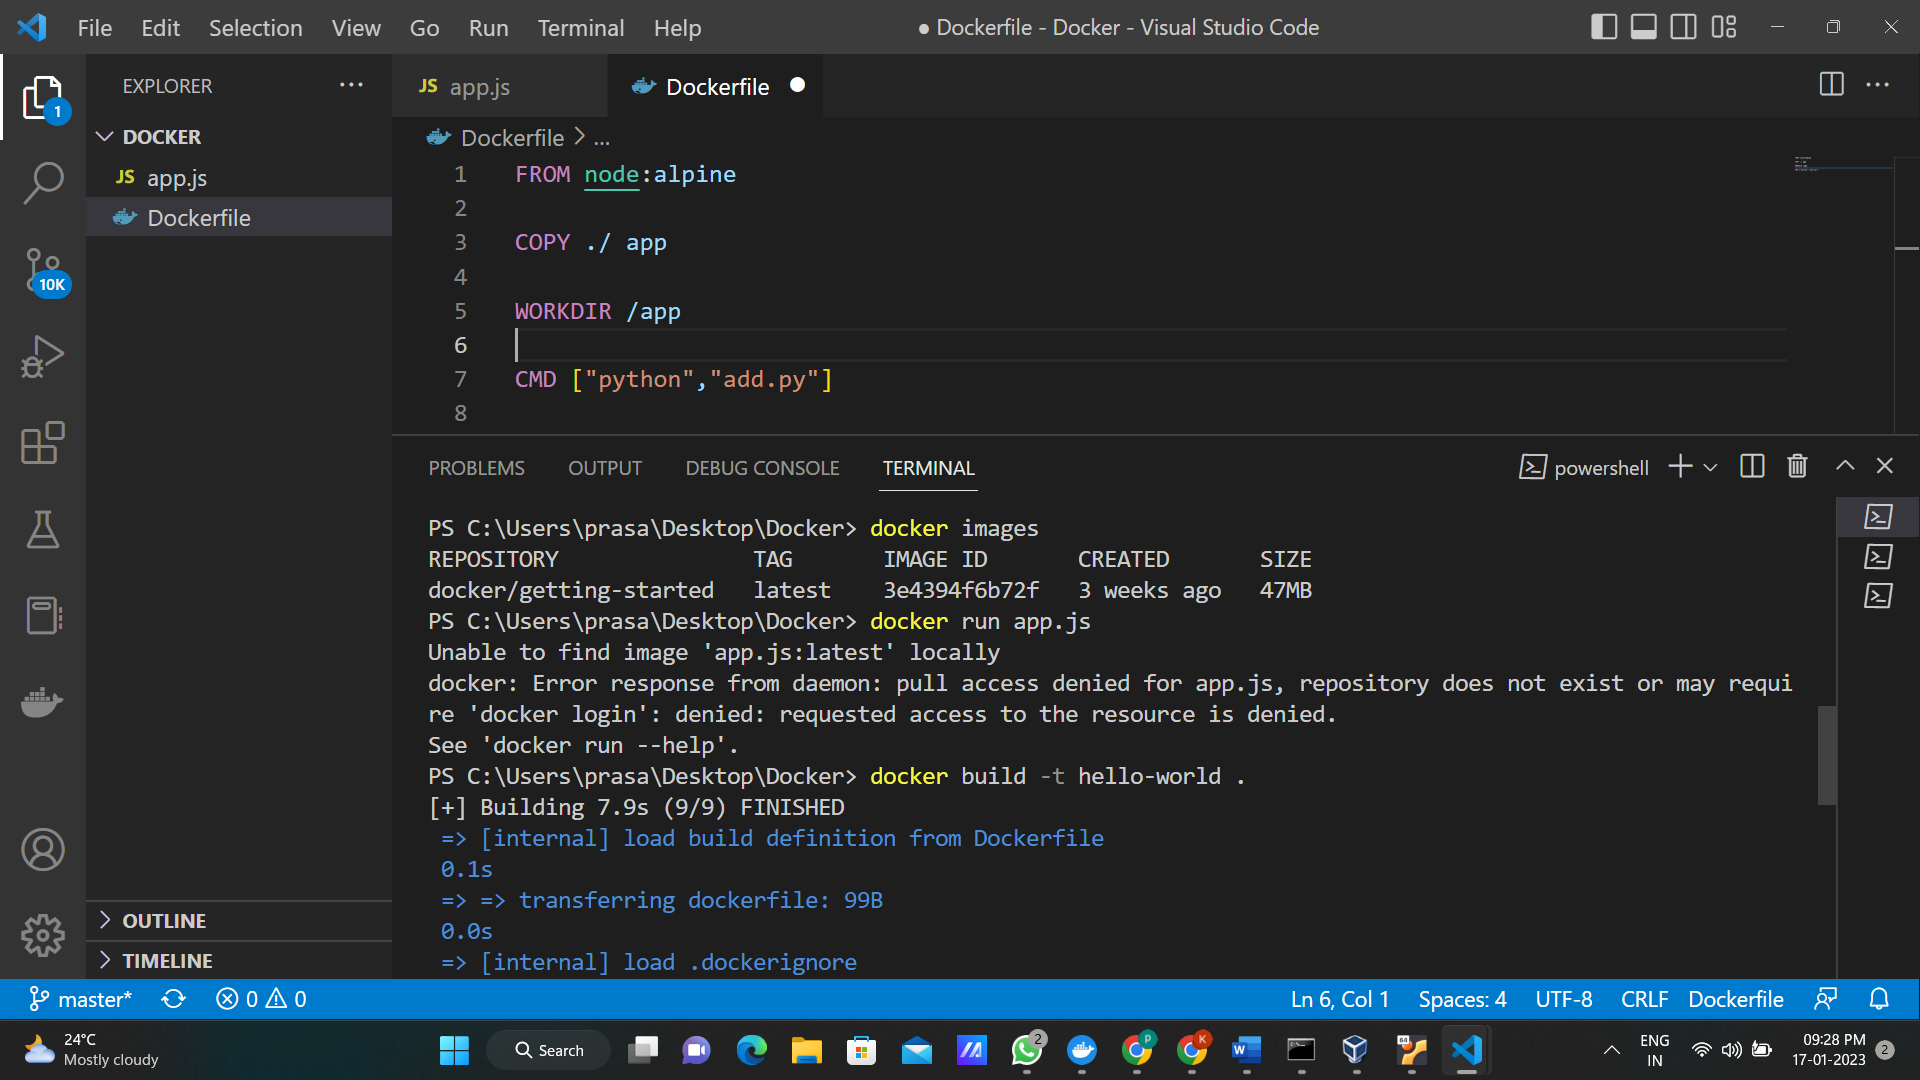 File Edit Selection View Go Run Terminal Help
● Dockerfile - Docker - Visual Studio Code
EXPLORER ···
1
DOCKER
JS app.js
Dockerfile
10K
OUTLINE
TIMELINE
JS app.js
Dockerfile ●
Dockerfile > ...
1 FROM node:alpine
2
3 COPY ./ app
4
5 WORKDIR /app
6
7 CMD ["python","add.py"]
8
PROBLEMS OUTPUT DEBUG CONSOLE TERMINAL
powershell
PS C:\Users\prasa\Desktop\Docker> docker images
REPOSITORY TAG IMAGE ID CREATED SIZE
docker/getting-started latest 3e4394f6b72f 3 weeks ago 47MB
PS C:\Users\prasa\Desktop\Docker> docker run app.js
Unable to find image 'app.js:latest' locally
docker: Error response from daemon: pull access denied for app.js, repository does not exist or may requi
re 'docker login': denied: requested access to the resource is denied.
See 'docker run --help'.
PS C:\Users\prasa\Desktop\Docker> docker build -t hello-world .
[+] Building 7.9s (9/9) FINISHED
=> [internal] load build definition from Dockerfile
0.1s
=> => transferring dockerfile: 99B
0.0s
=> [internal] load .dockerignore
master* 0 0
Ln 6, Col 1 Spaces: 4 UTF-8 CRLF Dockerfile
24°C
Mostly cloudy
Search
2
P
K
W
ENG
IN
09:28 PM
17-01-2023
2